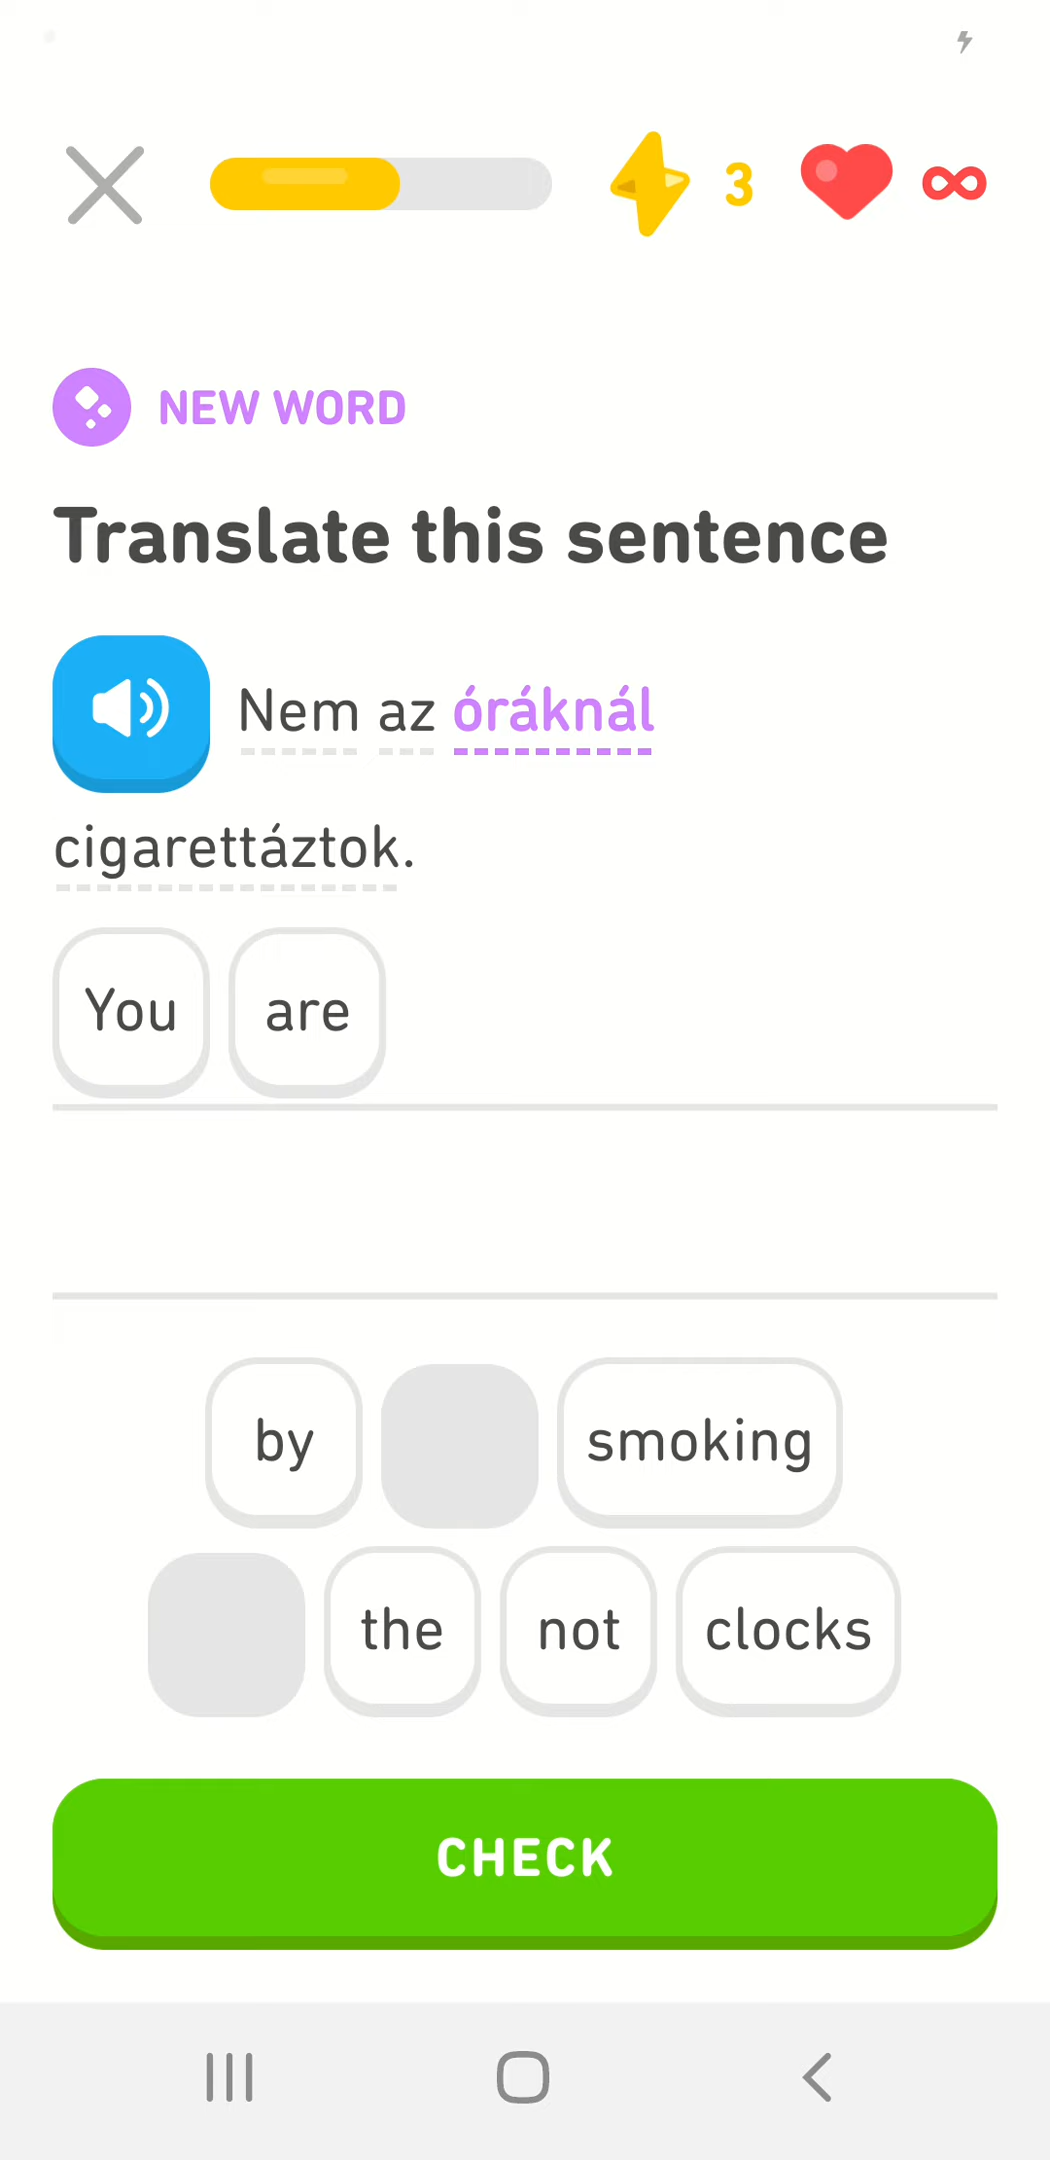 3
NEW WORD
Translate this sentence
Nem az óráknál
cigarettáztok.
You are
by smoking
the not clocks
CHECK